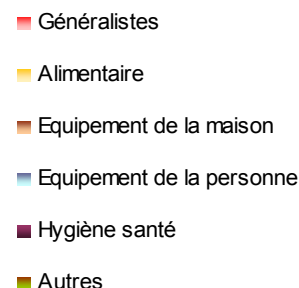 Généralistes
Alimentaire
Equipement de la maison
Equipement de la personne
Hygiène santé
Autres